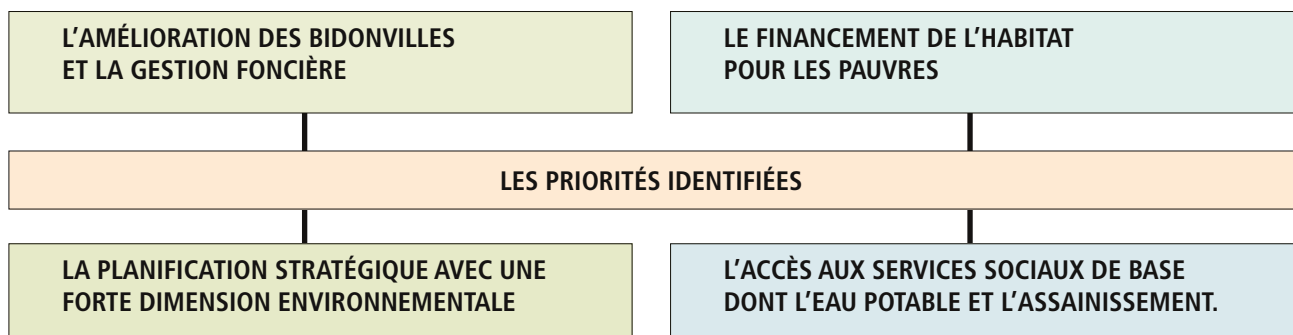 L’AMÉLIORATION DES BIDONVILLES
ET LA GESTION FONCIÈRE
LE FINANCEMENT DE L’HABITAT
POUR LES PAUVRES
LES PRIORITÉS IDENTIFIÉES
LA PLANIFICATION STRATÉGIQUE AVEC UNE
FORTE DIMENSION ENVIRONNEMENTALE
L’ACCÈS AUX SERVICES SOCIAUX DE BASE
DONT L’EAU POTABLE ET L’ASSAINISSEMENT.